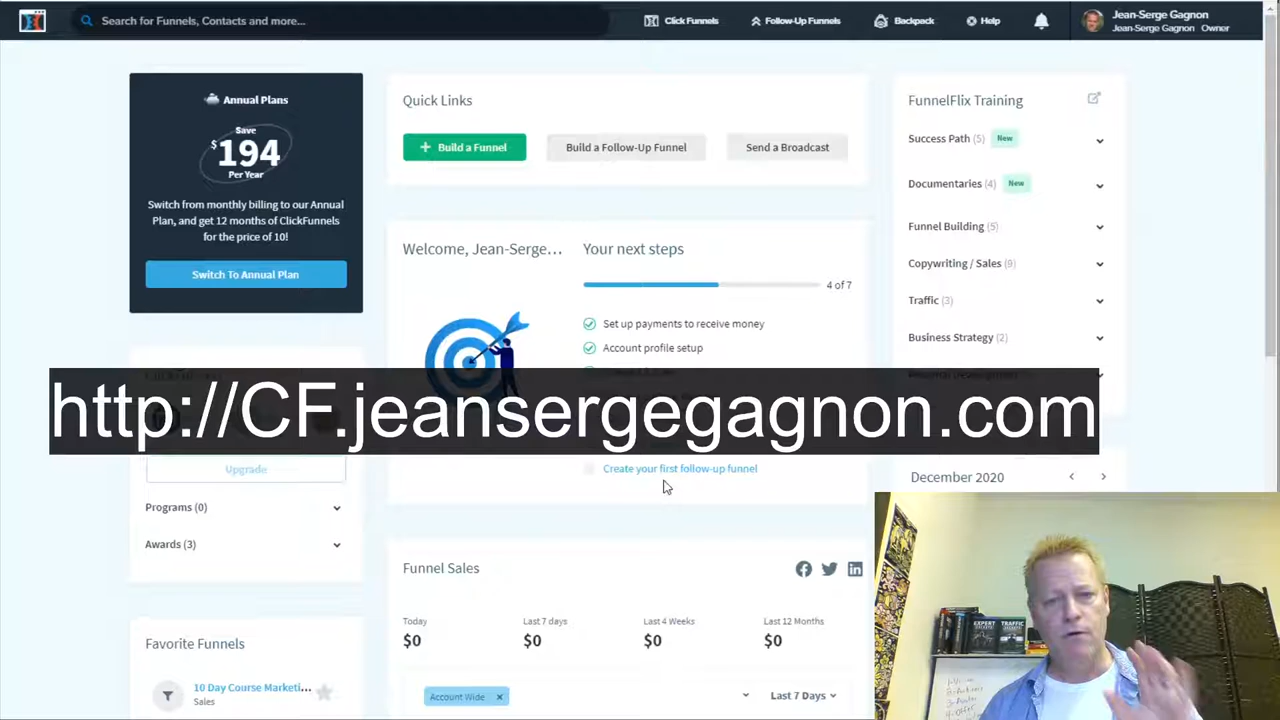 Search for Funnels, Contacts and more...
Click Funnels
Follow-Up Funnels
Backpack
Help
Jean-Serge Gagnon
Jean-Serge Gagnon Owner
Annual Plans
Save
$194
Per Year
Switch from monthly billing to our Annual
Plan, and get 12 months of ClickFunnels
for the price of 10!
Switch To Annual Plan
Upgrade
Programs (0)
Awards (3)
Favorite Funnels
10 Day Course Marketi...
Sales
Quick Links
+ Build a Funnel
Build a Follow-Up Funnel
Send a Broadcast
Welcome, Jean-Serge...
Your next steps
4 of 7
Set up payments to receive money
Account profile setup
http://CF.jeansergegagnon.com
Create your first follow-up funnel
Funnel Sales
Today
Last 7 days
Last 4 Weeks
Last 12 Months
$0
$0
$0
$0
Account Wide ×
Last 7 Days
FunnelFlix Training
Success Path (5) New
Documentaries (4) New
Funnel Building (5)
Copywriting / Sales (9)
Traffic (3)
Business Strategy (2)
December 2020
EXPERT
SECRETS
TRAFFIC
SECRETS